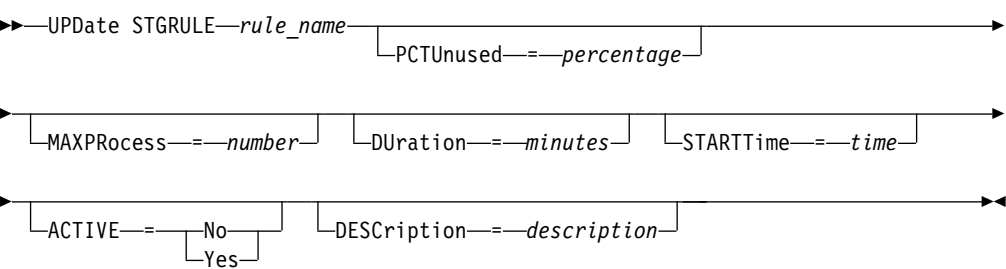 UPDate STGRULE rule_name
PCTUnused = percentage
MAXPRocess = number DUration = minutes STARTTime = time
ACTIVE = No DESCription = description
Yes